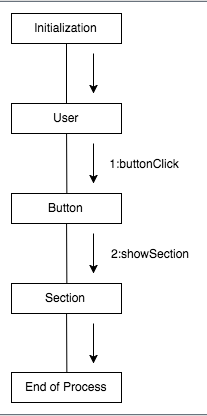 Initialization
User
1:buttonClick
Button
2:showSection
Section
End of Process